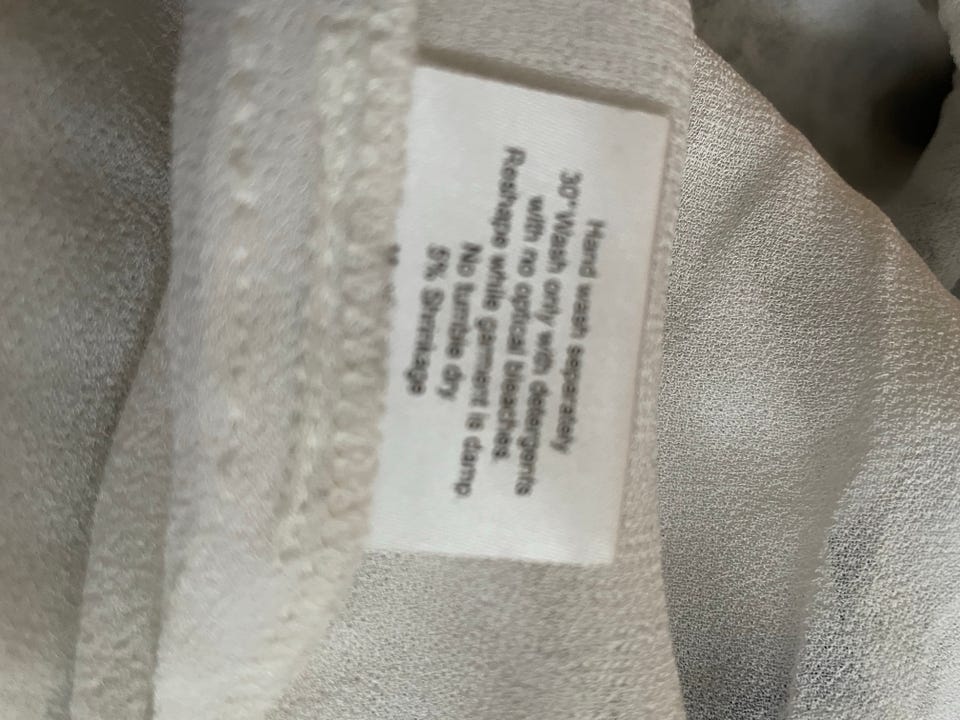 Hand wash separately
30°Wash only with detergents
with no optical bleaches.
Reshape while garment is damp
No tumble dry
5% Shrinkage